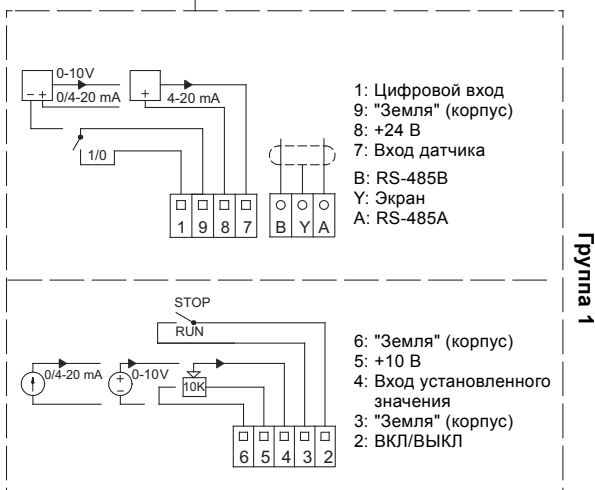 0-10V
0/4-20 mA
4-20 mA
1/0
1 9 8 7
B Y A
1: Цифровой вход
9: "Земля" (корпус)
8: +24 В
7: Вход датчика
B: RS-485B
Y: Экран
A: RS-485A
Группа 1
STOP
RUN
0/4-20 mA
0-10V
10K
6 5 4 3 2
6: "Земля" (корпус)
5: +10 В
4: Вход установленного
значения
3: "Земля" (корпус)
2: ВКЛ/ВЫКЛ